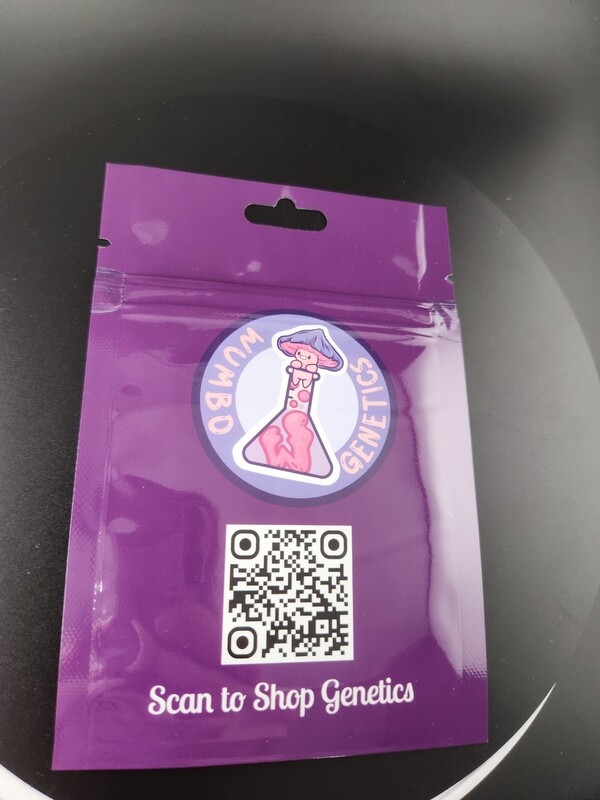 WUMBO
GENETICS
Scan to Shop Genetics